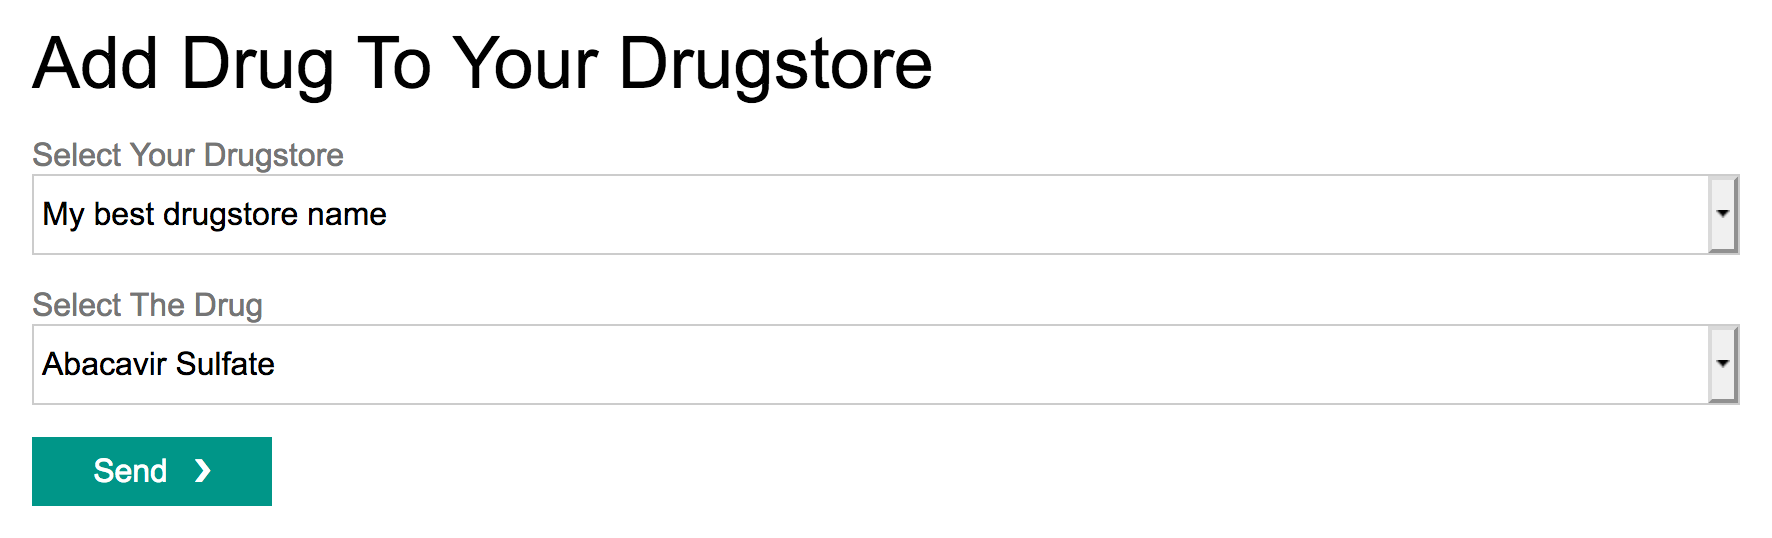 Add Drug To Your Drugstore
Select Your Drugstore
My best drugstore name
Select The Drug
Abacavir Sulfate
Send ❯